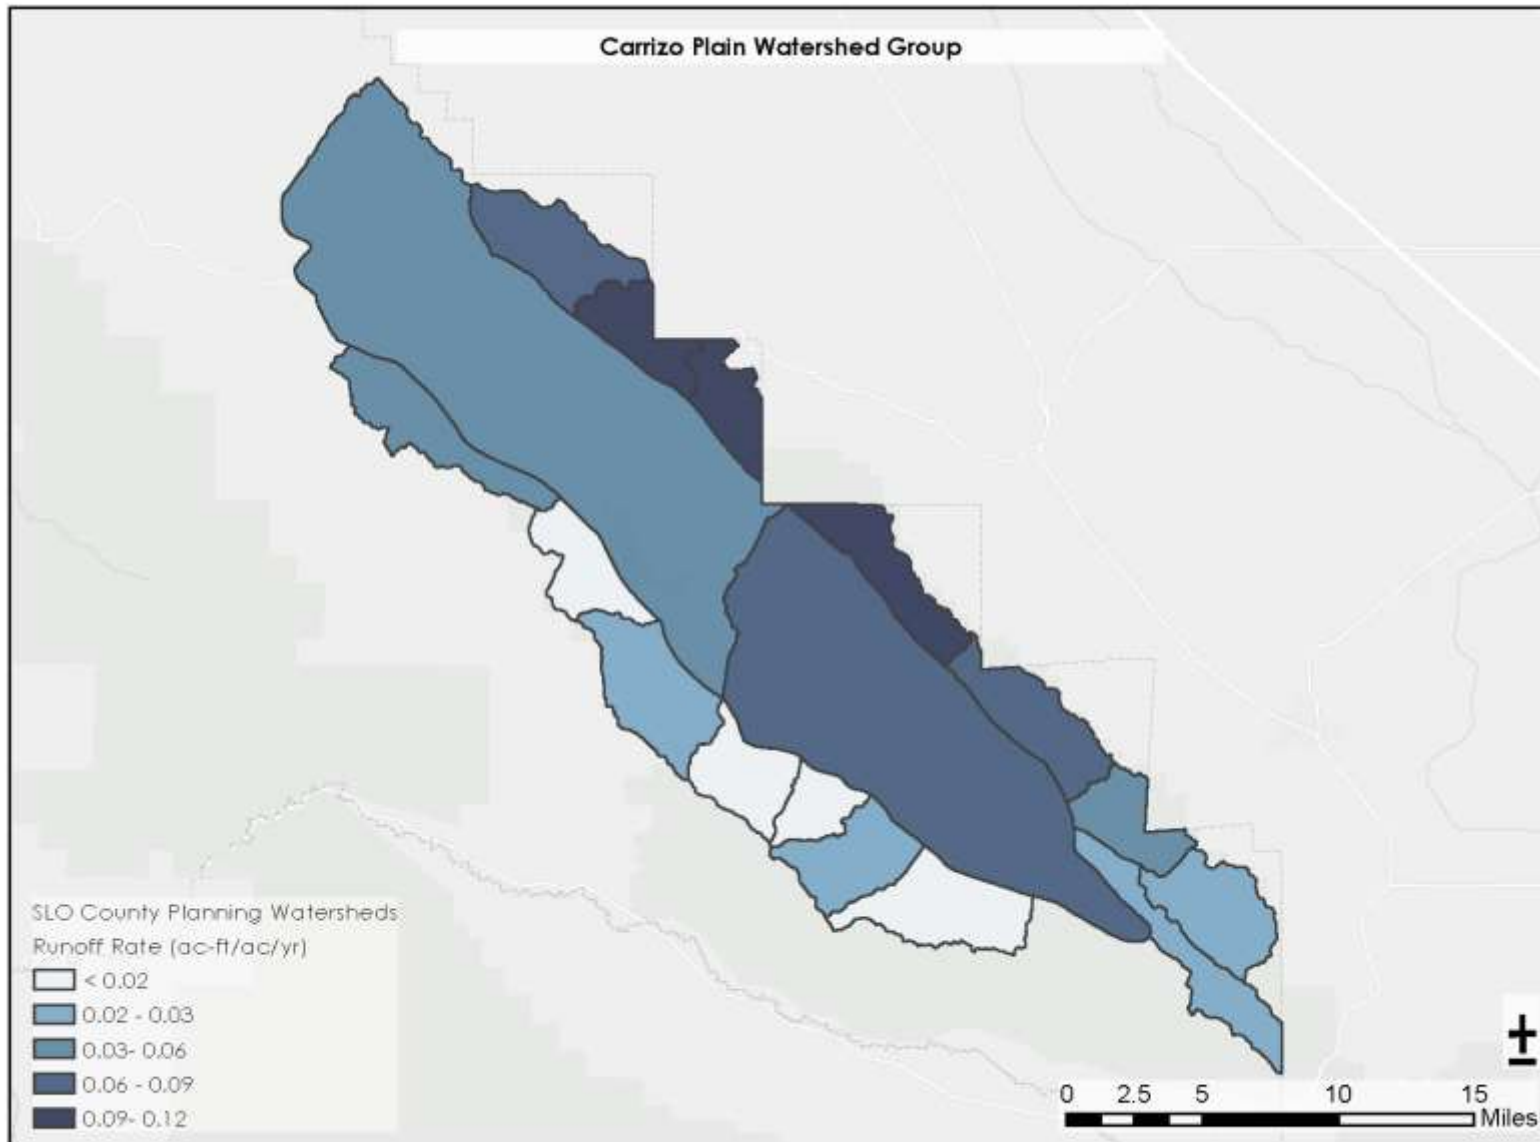 Carrizo Plain Watershed Group
SLO County Planning Watersheds
Runoff Rate (ac-ft/ac/yr)
< 0.02
0.02 - 0.03
0.03- 0.06
0.06 - 0.09
0.09- 0.12
0 2.5 5 10 15
Miles